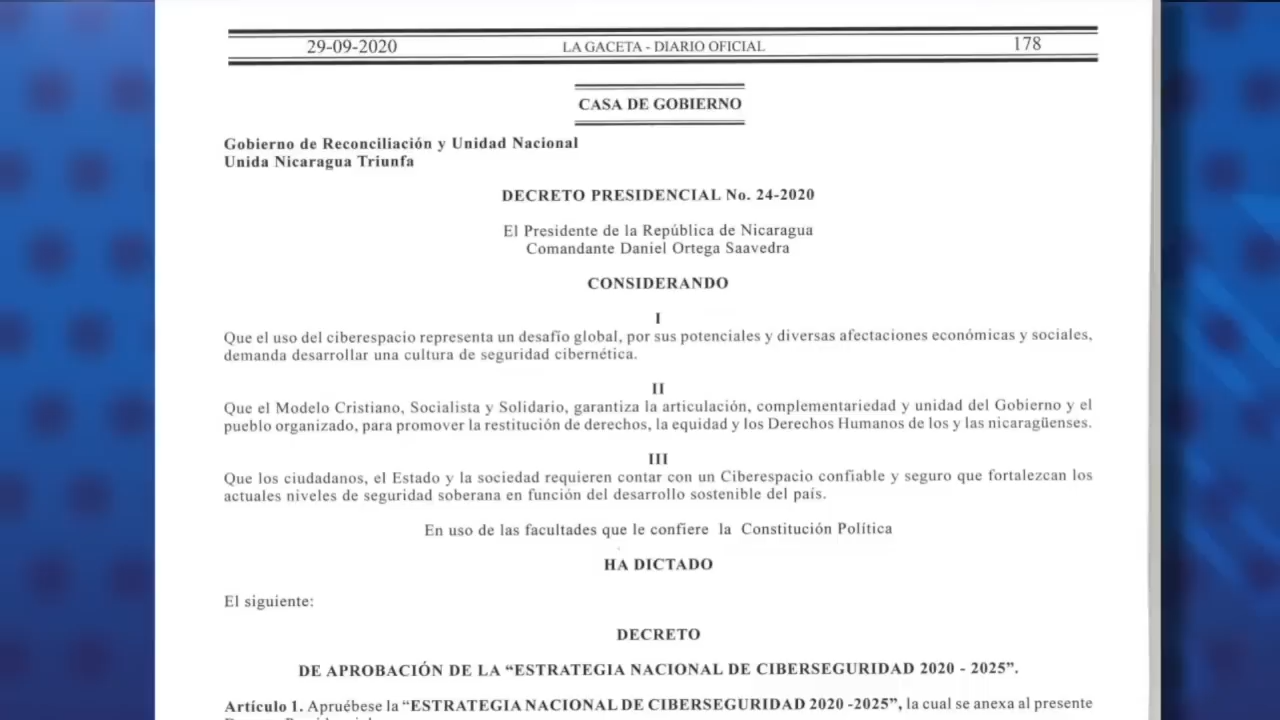 29-09-2020 LA GACETA - DIARIO OFICIAL 178
CASA DE GOBIERNO
Gobierno de Reconciliación y Unidad Nacional
Unida Nicaragua Triunfa
DECRETO PRESIDENCIAL No. 24-2020
El Presidente de la República de Nicaragua
Comandante Daniel Ortega Saavedra
CONSIDERANDO
I
Que el uso del ciberespacio representa un desafío global, por sus potenciales y diversas afectaciones económicas y sociales,
demanda desarrollar una cultura de seguridad cibernética.
II
Que el Modelo Cristiano, Socialista y Solidario, garantiza la articulación, complementariedad y unidad del Gobierno y el
pueblo organizado, para promover la restitución de derechos, la equidad y los Derechos Humanos de los y las nicaragüenses.
III
Que los ciudadanos, el Estado y la sociedad requieren contar con un Ciberespacio confiable y seguro que fortalezcan los
actuales niveles de seguridad soberana en función del desarrollo sostenible del país.
En uso de las facultades que le confiere la Constitución Política
HA DICTADO
El siguiente:
DECRETO
DE APROBACIÓN DE LA “ESTRATEGIA NACIONAL DE CIBERSEGURIDAD 2020 - 2025”.
Artículo 1. Apruébese la “ESTRATEGIA NACIONAL DE CIBERSEGURIDAD 2020 -2025”, la cual se anexa al presente